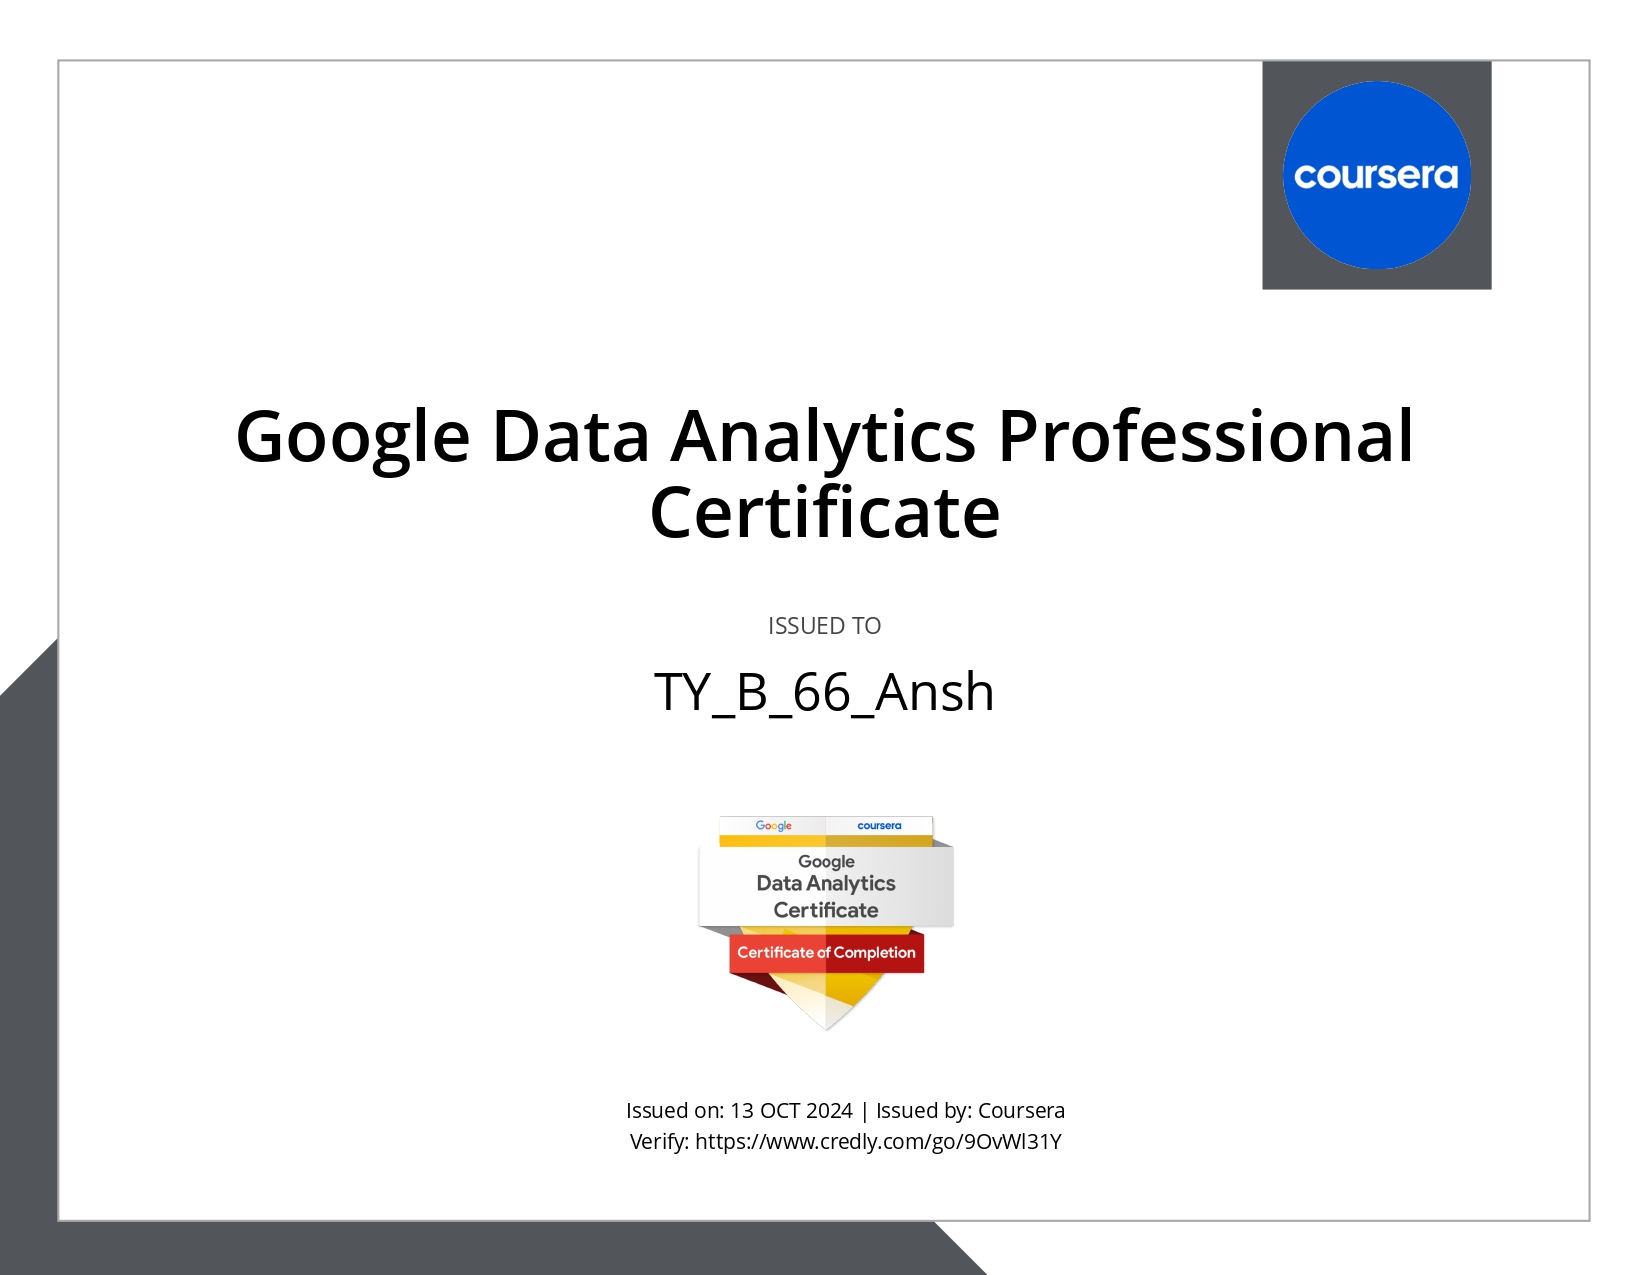 coursera
Google Data Analytics Professional
Certificate
ISSUED TO
TY_B_66_Ansh
Google coursera
Google
Data Analytics
Certificate
Certificate of Completion
Issued on: 13 OCT 2024 | Issued by: Coursera
Verify: https://www.credly.com/go/9OvWl31Y